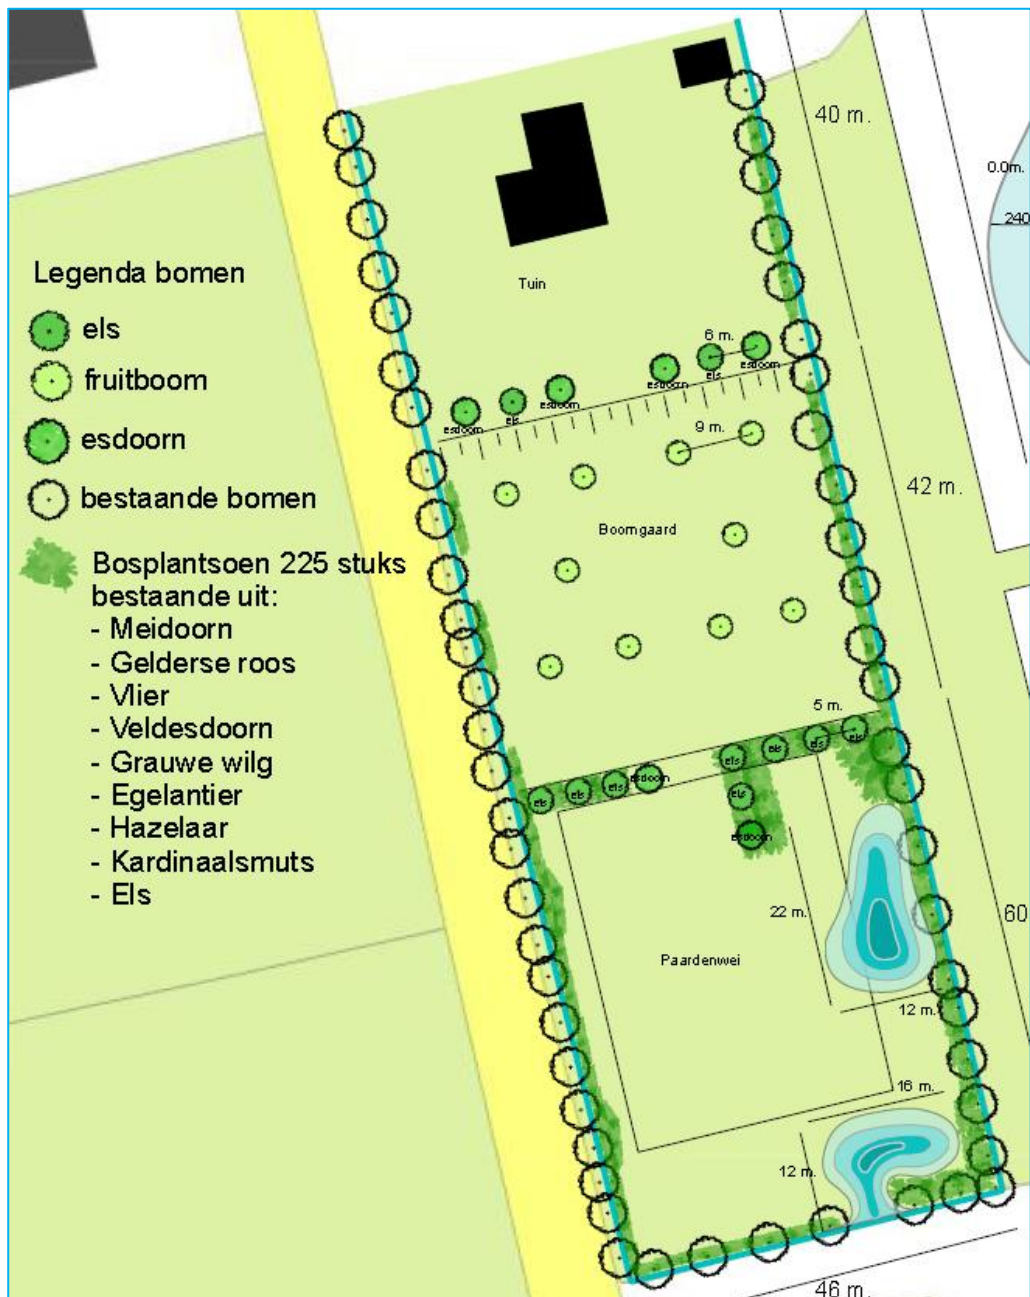 40 m.
0.0m.
240
Legenda bomen
els
fruitboom
esdoorn
bestaande bomen
Bosplantsoen 225 stuks
bestaande uit:
- Meidoorn
- Gelderse roos
- Vlier
- Veldesdoorn
- Grauwe wilg
- Egelantier
- Hazelaar
- Kardinaalsmuts
- Els
Tuin
6 m.
esdoorn
els
esdoorn
esdoorn
els
esdoorn
9 m.
42 m.
Boomgaard
5 m.
els
els
els
esdoorn
els
els
els
els
els
esdoorn
22 m.
60
Paardenwei
12 m.
16 m.
12 m.
46 m.